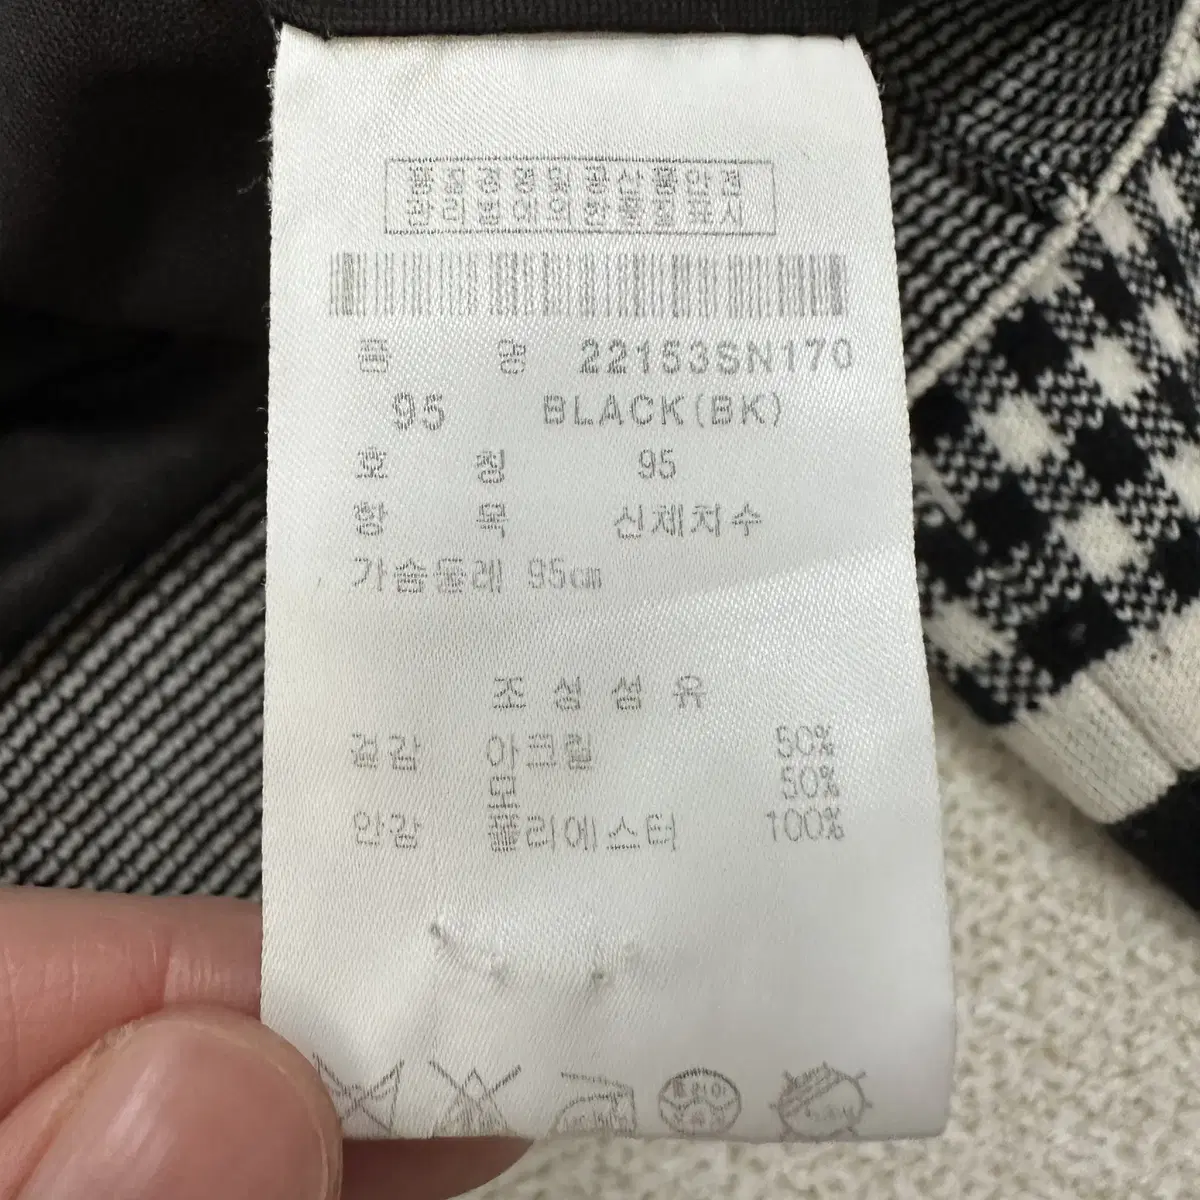 품질경영및공산품안전
관리법에의한품질표시
품 명 22153SN170
95 BLACK(BK)
호 칭 95
항 목 신체치수
가슴둘레 95㎝
조 성 섬 유
겉감 아크릴 50%
모 50%
안감 폴리에스터 100%
드라이